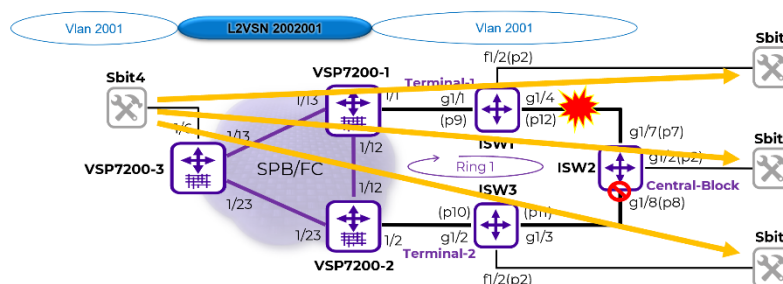 Vlan 2001
L2VSN 2002001
Vlan 2001
Sbit
Sbit4
VSP7200-1
f1/2(p2)
1/1
Terminal-1
1/13
g1/1
g1/4
1/6
(p9)
(p12)
1/13
1/12
ISW1
g1/7(p7)
VSP7200-3
SPB/FC
Ring 1
ISW2
g1/2(p2)
Sbit
1/12
ISW3
Central-Block
1/23
(p10)
(p11)
g1/8(p8)
1/23
1/2
g1/2
g1/3
Sbit
VSP7200-2
Terminal-2
f1/2(p2)